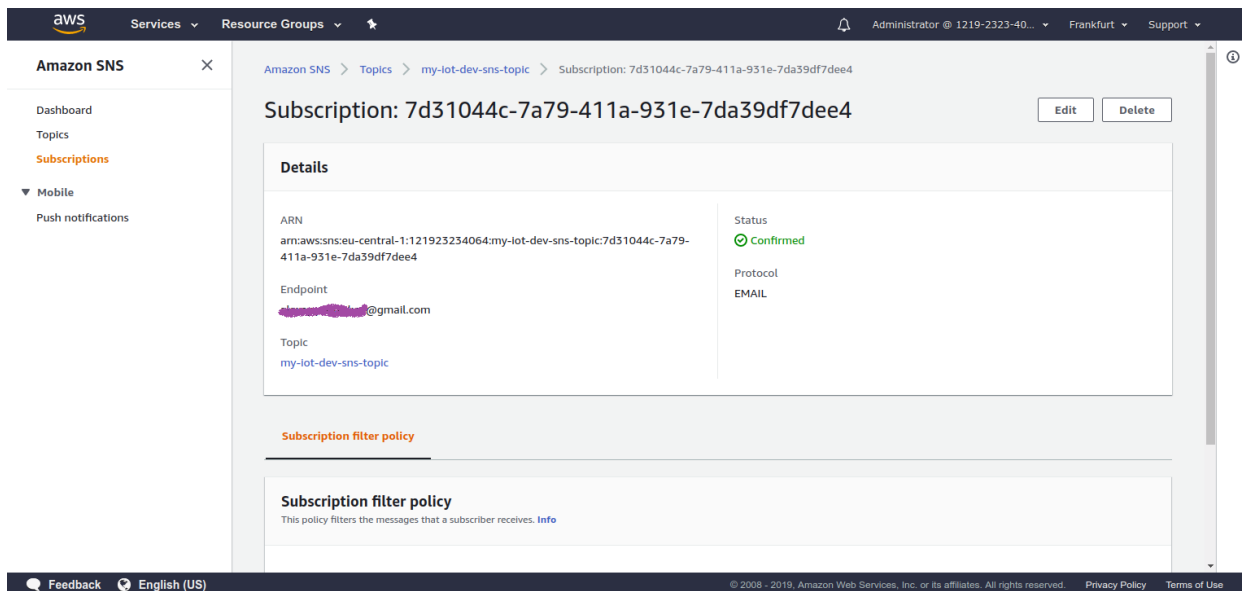 aws Services Resource Groups Administrator @ 1219-2323-40... Frankfurt Support
Amazon SNS
Dashboard
Topics
Subscriptions
Mobile
Push notifications
Amazon SNS > Topics > my-iot-dev-sns-topic > Subscription: 7d31044c-7a79-411a-931e-7da39df7dee4
Subscription: 7d31044c-7a79-411a-931e-7da39df7dee4
Edit Delete
Details
ARN
arn:aws:sns:eu-central-1:121923234064:my-iot-dev-sns-topic:7d31044c-7a79-
411a-931e-7da39df7dee4
Endpoint
@gmail.com
Topic
my-iot-dev-sns-topic
Status
Confirmed
Protocol
EMAIL
Subscription filter policy
Subscription filter policy
This policy filters the messages that a subscriber receives. Info
Feedback English (US) © 2008 - 2019, Amazon Web Services, Inc. or its affiliates. All rights reserved. Privacy Policy Terms of Use